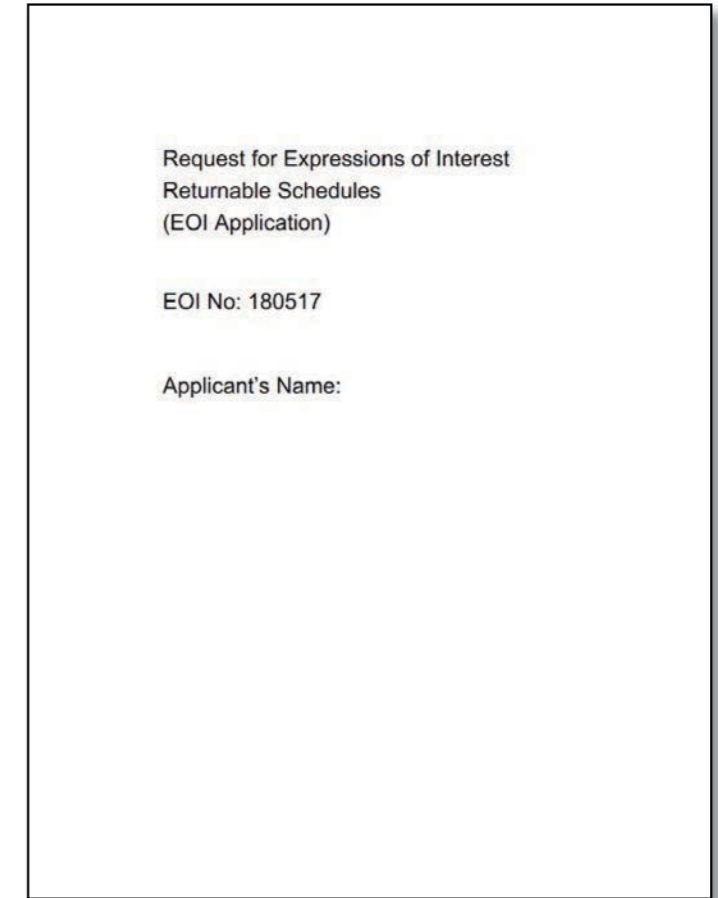 Request for Expressions of Interest
Returnable Schedules
(EOI Application)
EOI No: 180517
Applicant’s Name: